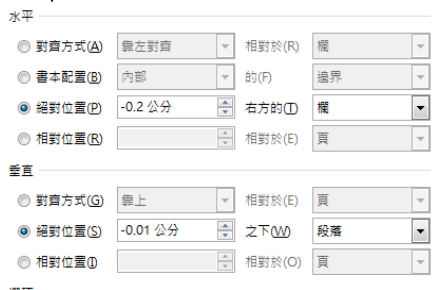 水平
對齊方式(A) 靠左對齊 相對於(R) 欄
書本配置(B) 內部 的(F) 邊界
絕對位置(P) -0.2 公分 右方的(T) 欄
相對位置(R) 相對於(E) 頁
垂直
對齊方式(G) 靠上 相對於(E) 頁
絕對位置(S) -0.01 公分 之下(W) 段落
相對位置(I) 相對於(O) 頁